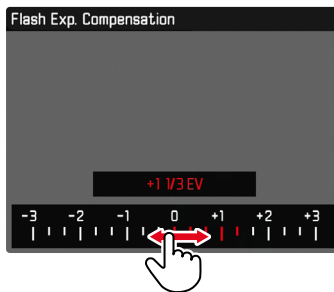 Flash Exp. Compensation
+1 1/3 EV
-3 -2 -1 0 +1 +2 +3